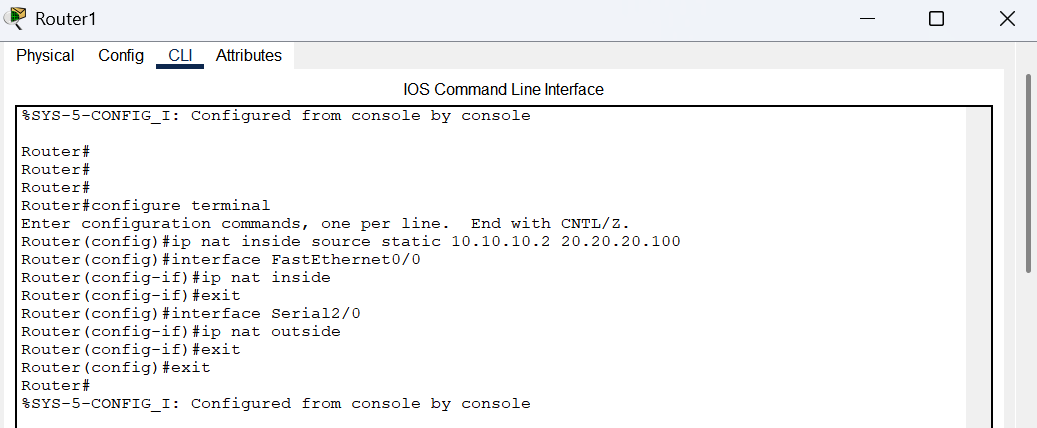 Router1
Physical Config CLI Attributes
IOS Command Line Interface
%SYS-5-CONFIG_I: Configured from console by console
Router#
Router#
Router#
Router#configure terminal
Enter configuration commands, one per line.  End with CNTL/Z.
Router(config)#ip nat inside source static 10.10.10.2 20.20.20.100
Router(config)#interface FastEthernet0/0
Router(config-if)#ip nat inside
Router(config-if)#exit
Router(config)#interface Serial2/0
Router(config-if)#ip nat outside
Router(config-if)#exit
Router(config)#exit
Router#
%SYS-5-CONFIG_I: Configured from console by console